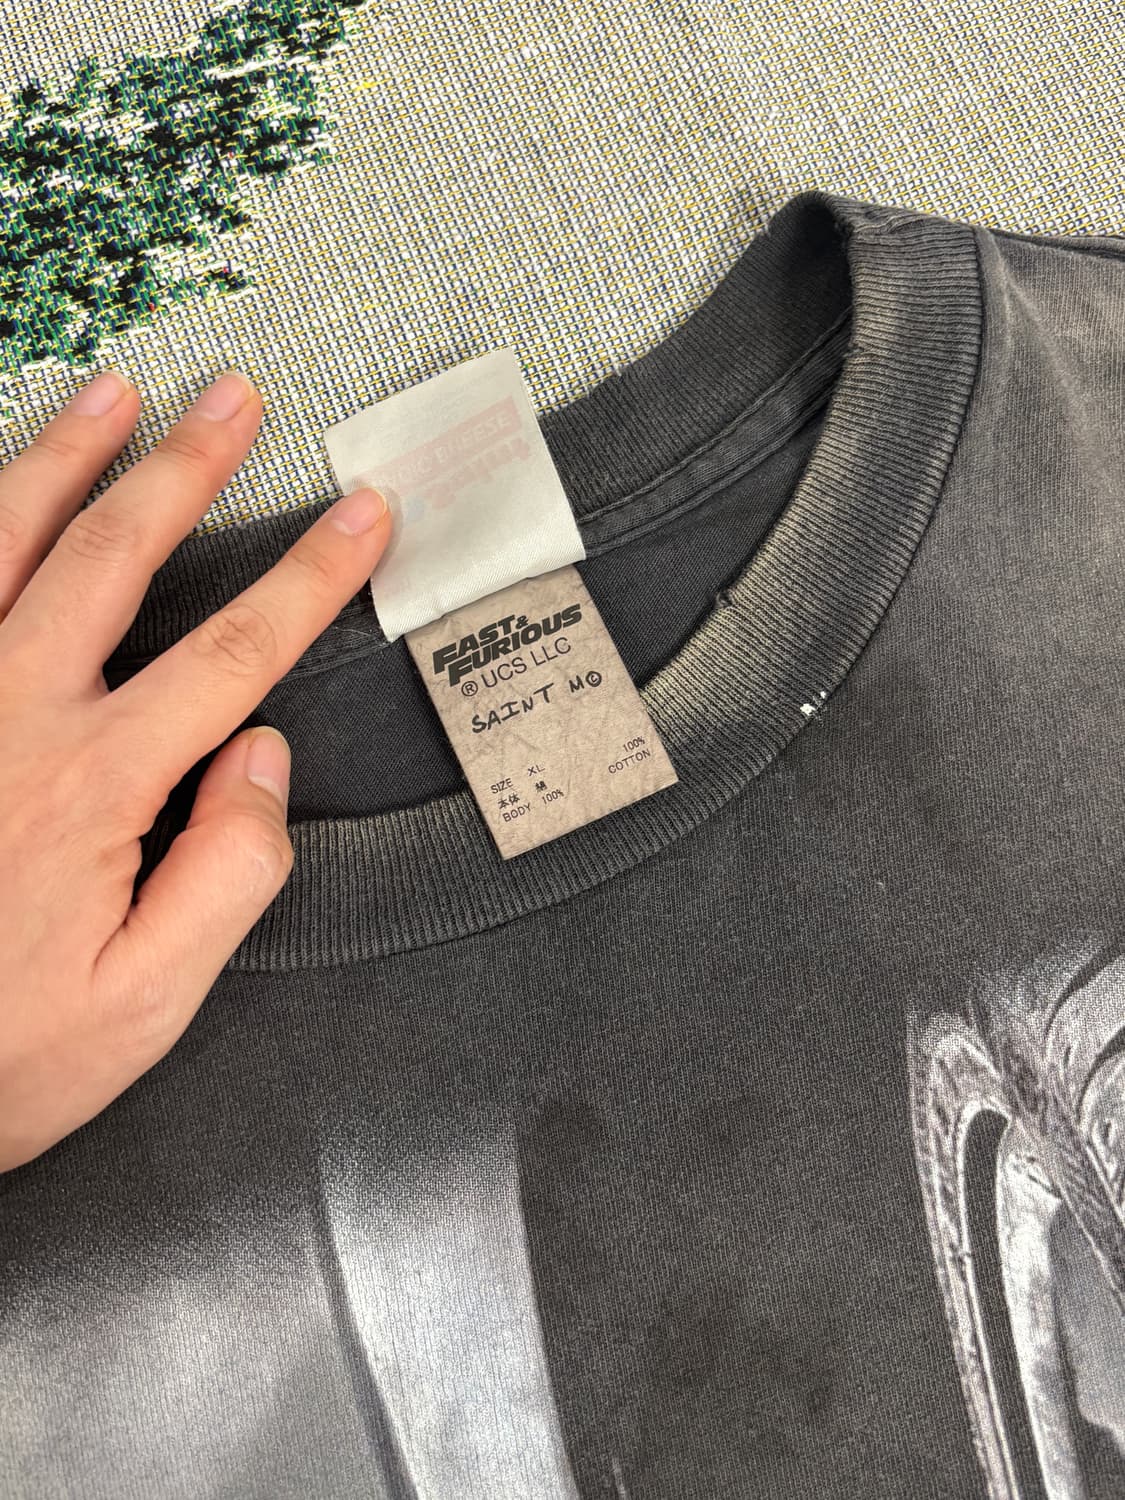 FAST &
FURIOUS
® UCS LLC
SAINT M©
SIZE XL
本体 綿 100%
BODY 100% COTTON